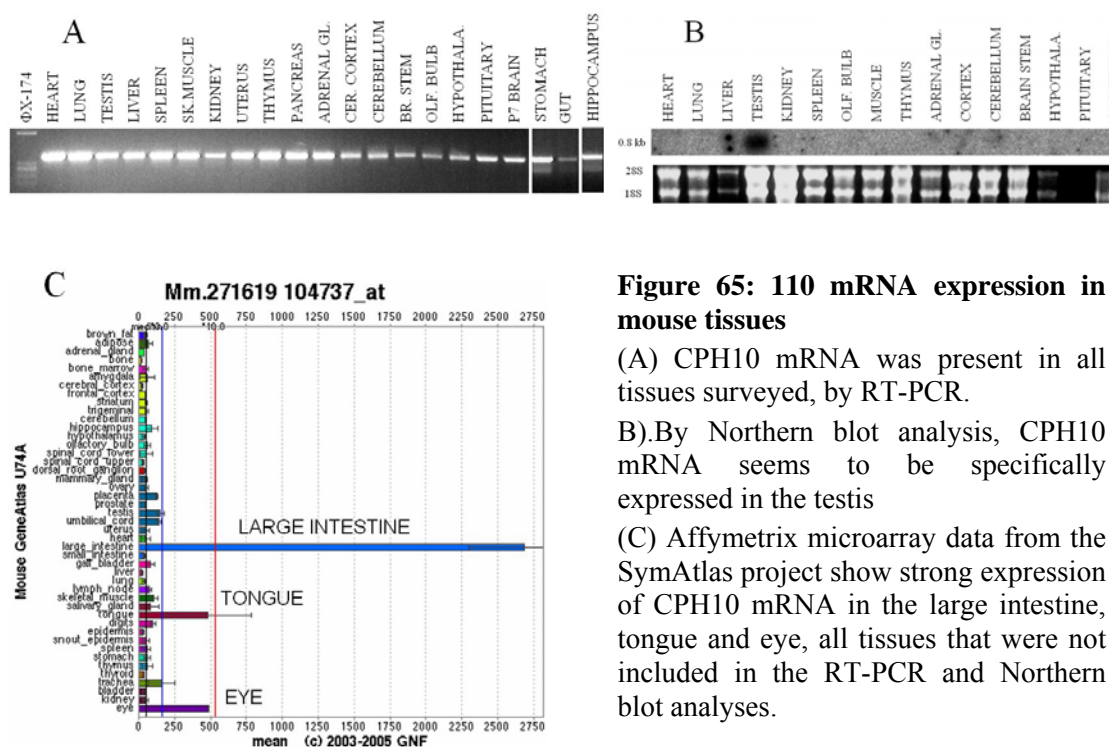 A
ΦX-174
HEART
LUNG
TESTIS
LIVER
SPLEEN
SK.MUSCLE
KIDNEY
UTERUS
THYMUS
PANCREAS
ADRENAL GL.
CER. CORTEX
CEREBELLUM
BR. STEM
OLF. BULB
HYPOTHALA.
PITUITARY
P7 BRAIN
STOMACH
GUT
HIPPOCAMPUS
B
HEART
LUNG
LIVER
TESTIS
KIDNEY
SPLEEN
OLF. BULB
MUSCLE
THYMUS
ADRENAL GL.
CORTEX
CEREBELLUM
BRAIN STEM
HYPOTHALA.
PITUITARY
0.8 kb
28S
18S
C
Mm.271619 104737_at
0 250 500 750 1000 1250 1500 1750 2000 2250 2500 2750
Mouse GeneAtlas U74A
brown_fat
adipose
adrenal_gland
bone
bone_marrow
amygdala
cerebral_cortex
frontal_cortex
striatum
trigeminal
cerebellum
hippocampus
hypothalamus
olfactory_bulb
spinal_cord_lower
spinal_cord_upper
dorsal_root_ganglion
mammary_gland
ovary
placenta
prostate
testis
umbilical_cord
uterus
heart
large_intestine
small_intestine
gall_bladder
liver
lung
lymph_node
skeletal_muscle
salivary_gland
tongue
digits
epidermis
snout_epidermis
spleen
stomach
thymus
thyroid
trachea
bladder
kidney
eye
LARGE INTESTINE
TONGUE
EYE
0 250 500 750 1000 1250 1500 1750 2000 2250 2500 2750
mean (c) 2003-2005 GNF
Figure 65: 110 mRNA expression in
mouse tissues
(A) CPH10 mRNA was present in all
tissues surveyed, by RT-PCR.
B).By Northern blot analysis, CPH10
mRNA seems to be specifically
expressed in the testis
(C) Affymetrix microarray data from the
SymAtlas project show strong expression
of CPH10 mRNA in the large intestine,
tongue and eye, all tissues that were not
included in the RT-PCR and Northern
blot analyses.